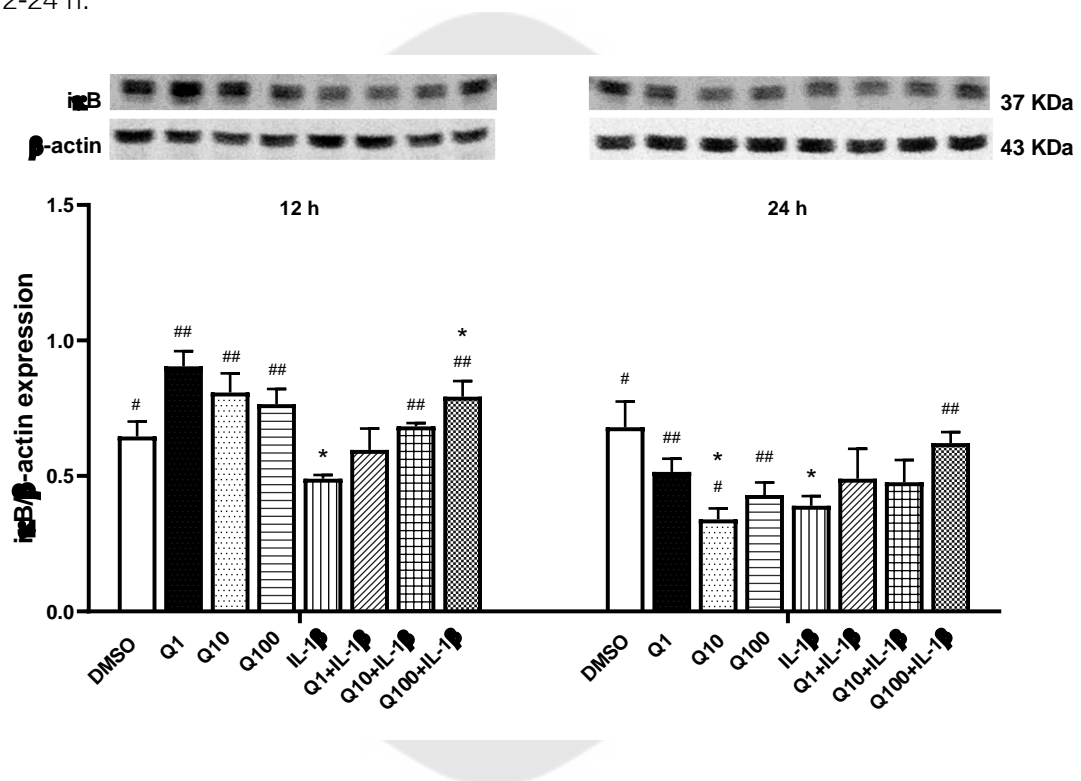 2-24 h.
iκB
37 KDa
β-actin
43 KDa
12 h
24 h
iκB/β-actin expression
1.5
1.0
0.5
0.0
# ## ## ## * ## * ##
# ## * # ## * ##
DMSO
Q1
Q10
Q100
IL-1β
Q1+IL-1β
Q10+IL-1β
Q100+IL-1β
DMSO
Q1
Q10
Q100
IL-1β
Q1+IL-1β
Q10+IL-1β
Q100+IL-1β